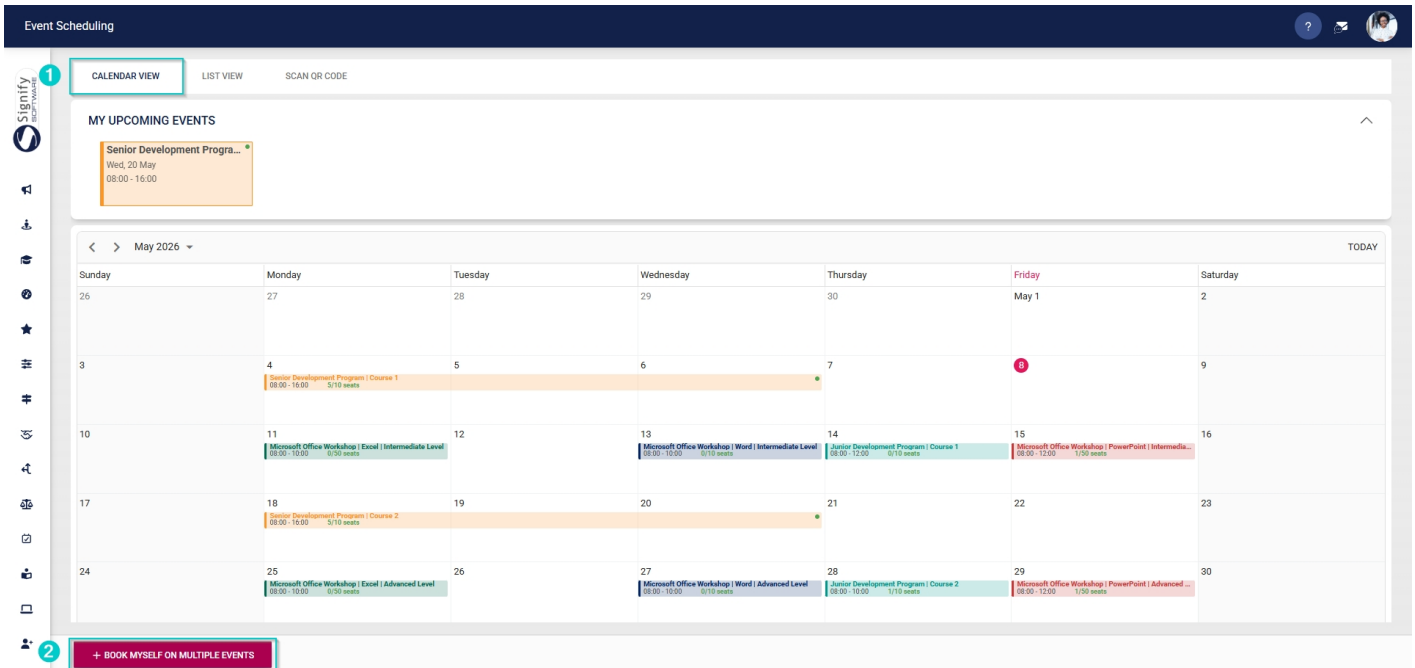 Event Scheduling
?
Signify
SOFTWARE
1
CALENDAR VIEW
LIST VIEW
SCAN QR CODE
MY UPCOMING EVENTS
Senior Development Progra...
Wed, 20 May
08:00 - 16:00
May 2026
TODAY
Sunday Monday Tuesday Wednesday Thursday Friday Saturday
26 27 28 29 30 May 1 2
3 4 5 6 7 8 9
Senior Development Program | Course 1
08:00 - 16:00 5/10 seats
10 11 12 13 14 15 16
Microsoft Office Workshop | Excel | Intermediate Level
08:00 - 10:00 0/50 seats
Microsoft Office Workshop | Word | Intermediate Level
08:00 - 10:00 0/10 seats
Junior Development Program | Course 1
08:00 - 12:00 0/10 seats
Microsoft Office Workshop | PowerPoint | Intermedia...
08:00 - 12:00 1/50 seats
17 18 19 20 21 22 23
Senior Development Program | Course 2
08:00 - 16:00 5/10 seats
24 25 26 27 28 29 30
Microsoft Office Workshop | Excel | Advanced Level
08:00 - 10:00 0/50 seats
Microsoft Office Workshop | Word | Advanced Level
08:00 - 10:00 0/10 seats
Junior Development Program | Course 2
08:00 - 10:00 1/10 seats
Microsoft Office Workshop | PowerPoint | Advanced ...
08:00 - 12:00 1/50 seats
2
+ BOOK MYSELF ON MULTIPLE EVENTS